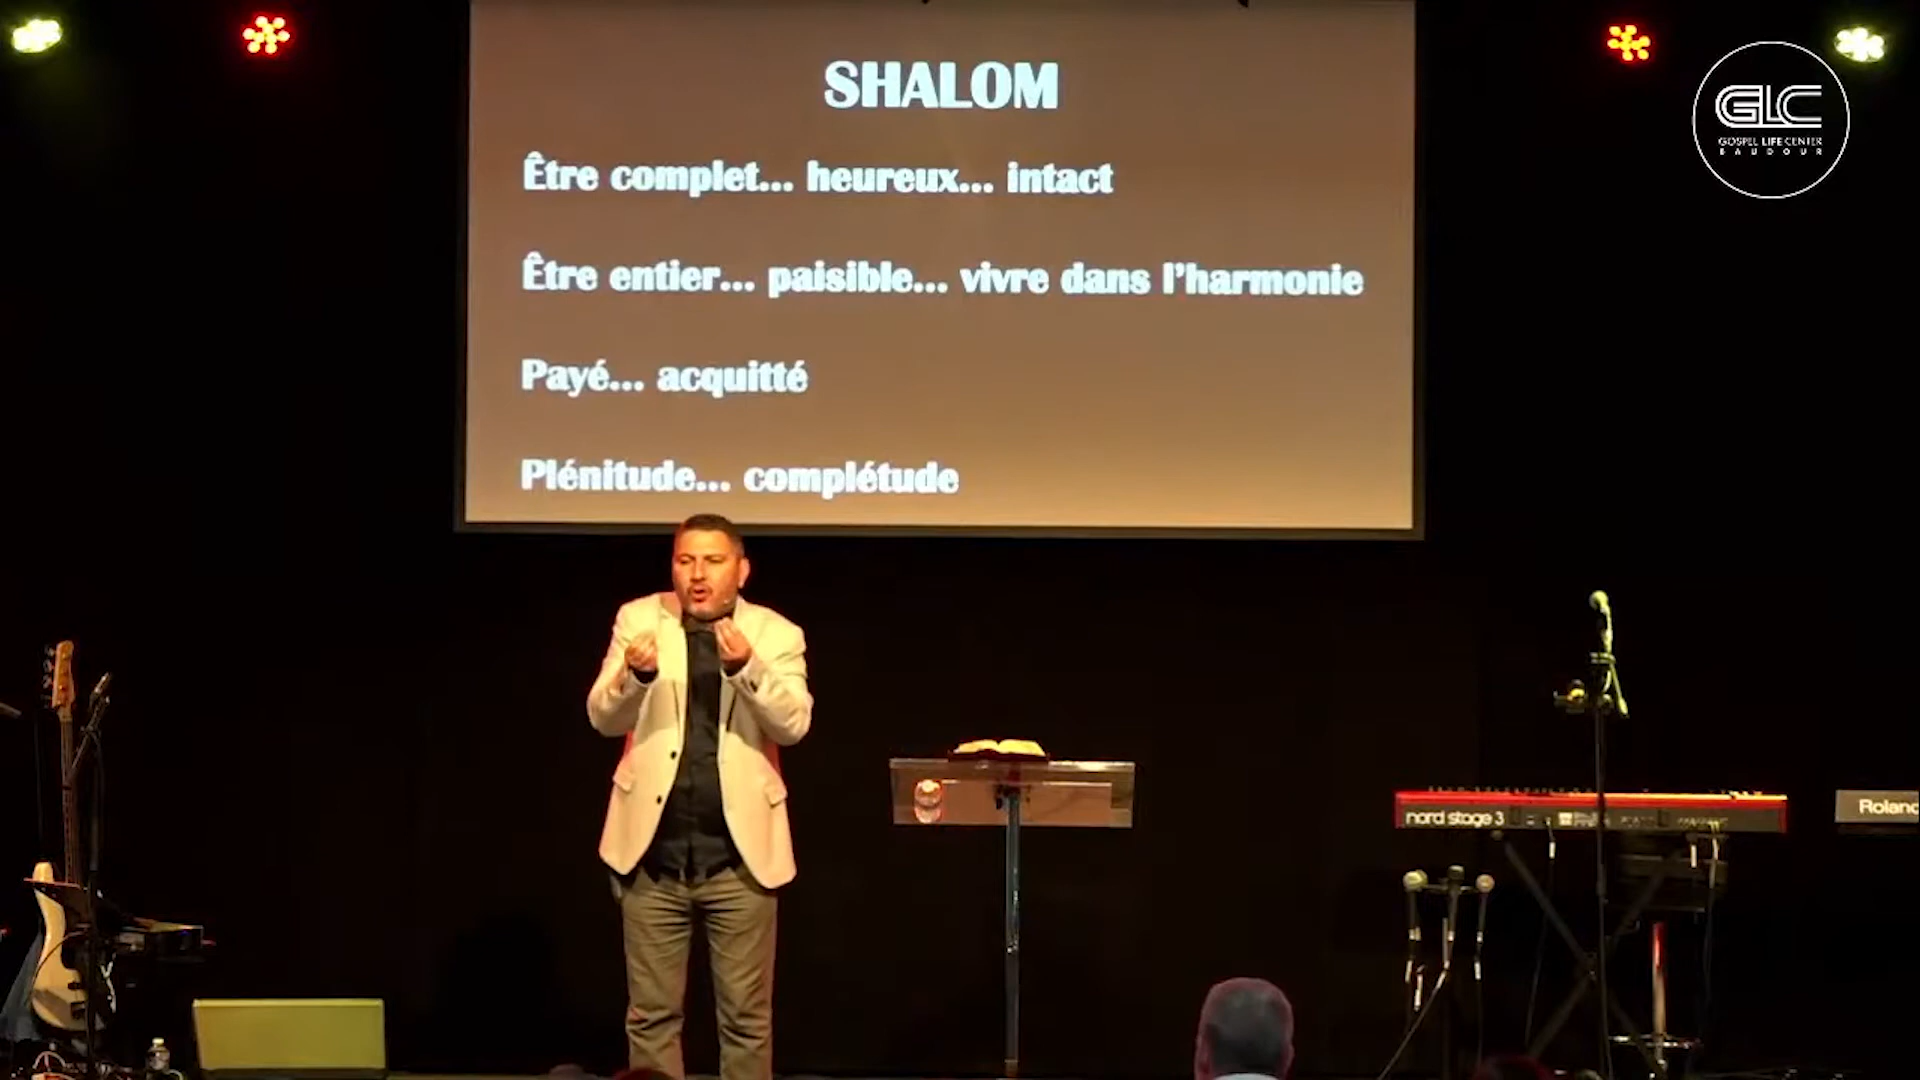 SHALOM
Être complet... heureux... intact
Être entier... paisible... vivre dans l'harmonie
Payé... acquitté
Plénitude... complétude
GLC
GOSPEL LIFE CENTER
BAUDOUR
nord stage 3
Roland